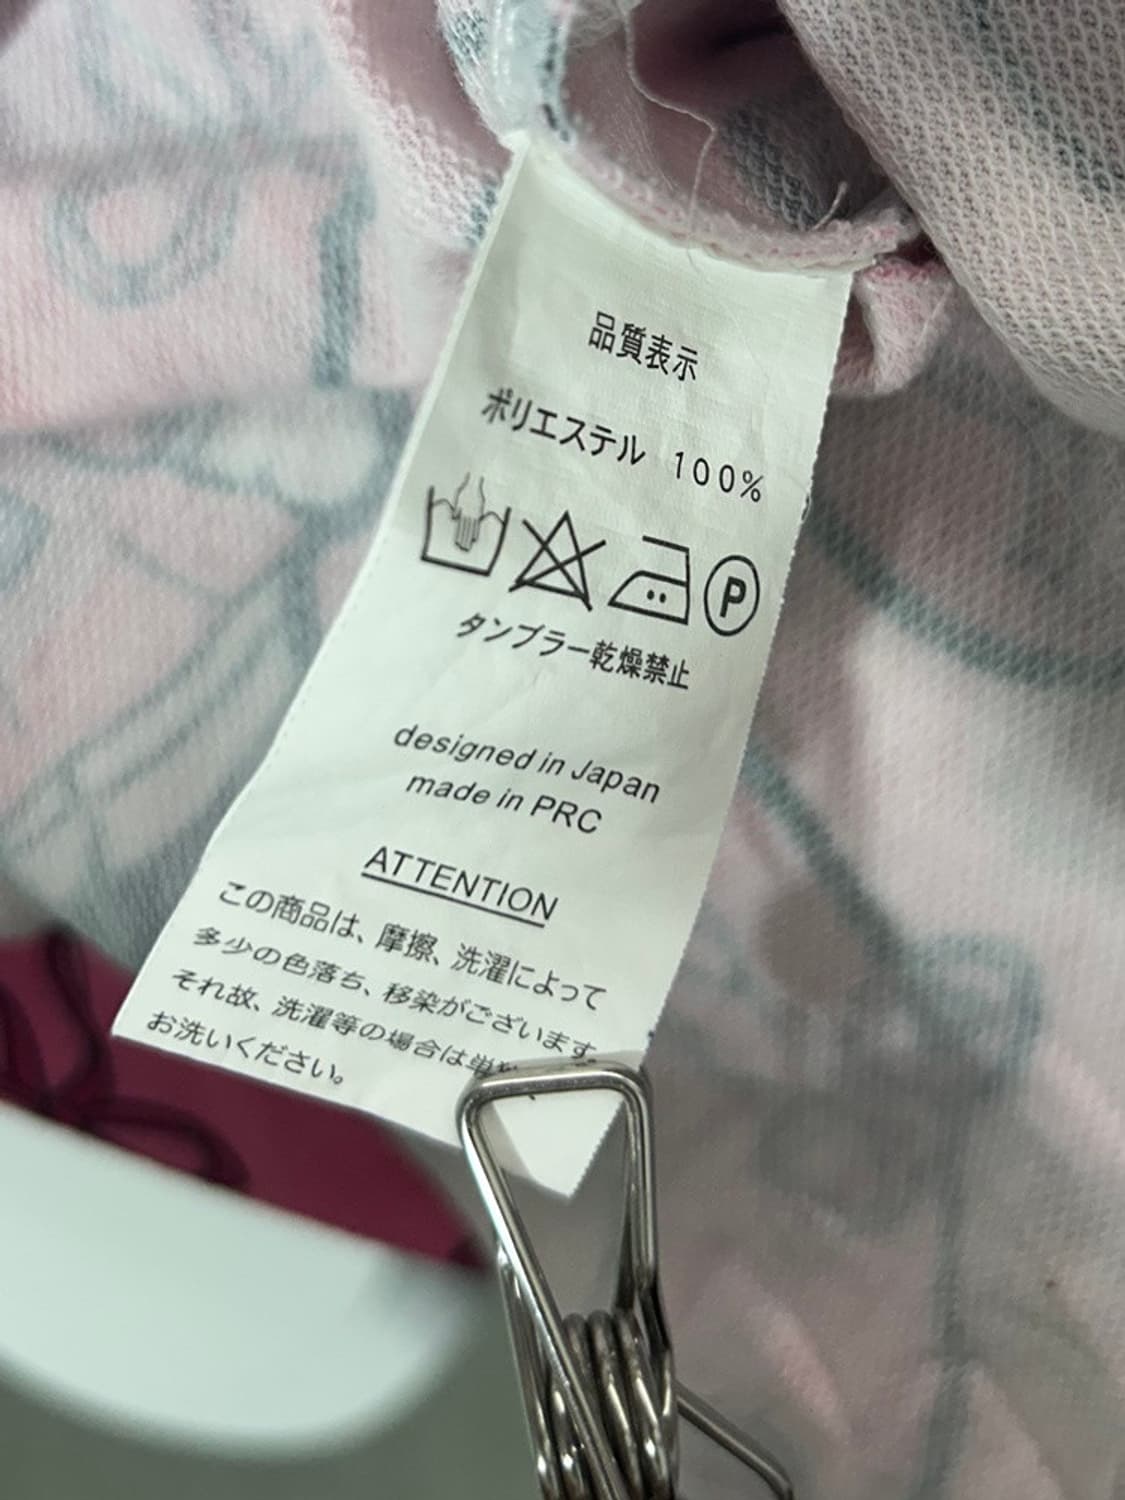 品質表示
ポリエステル 100%
P
タンブラー乾燥禁止
designed in Japan
made in PRC
ATTENTION
この商品は、摩擦、洗濯によって
多少の色落ち、移染がございます。
それ故、洗濯等の場合は単
お洗いください。